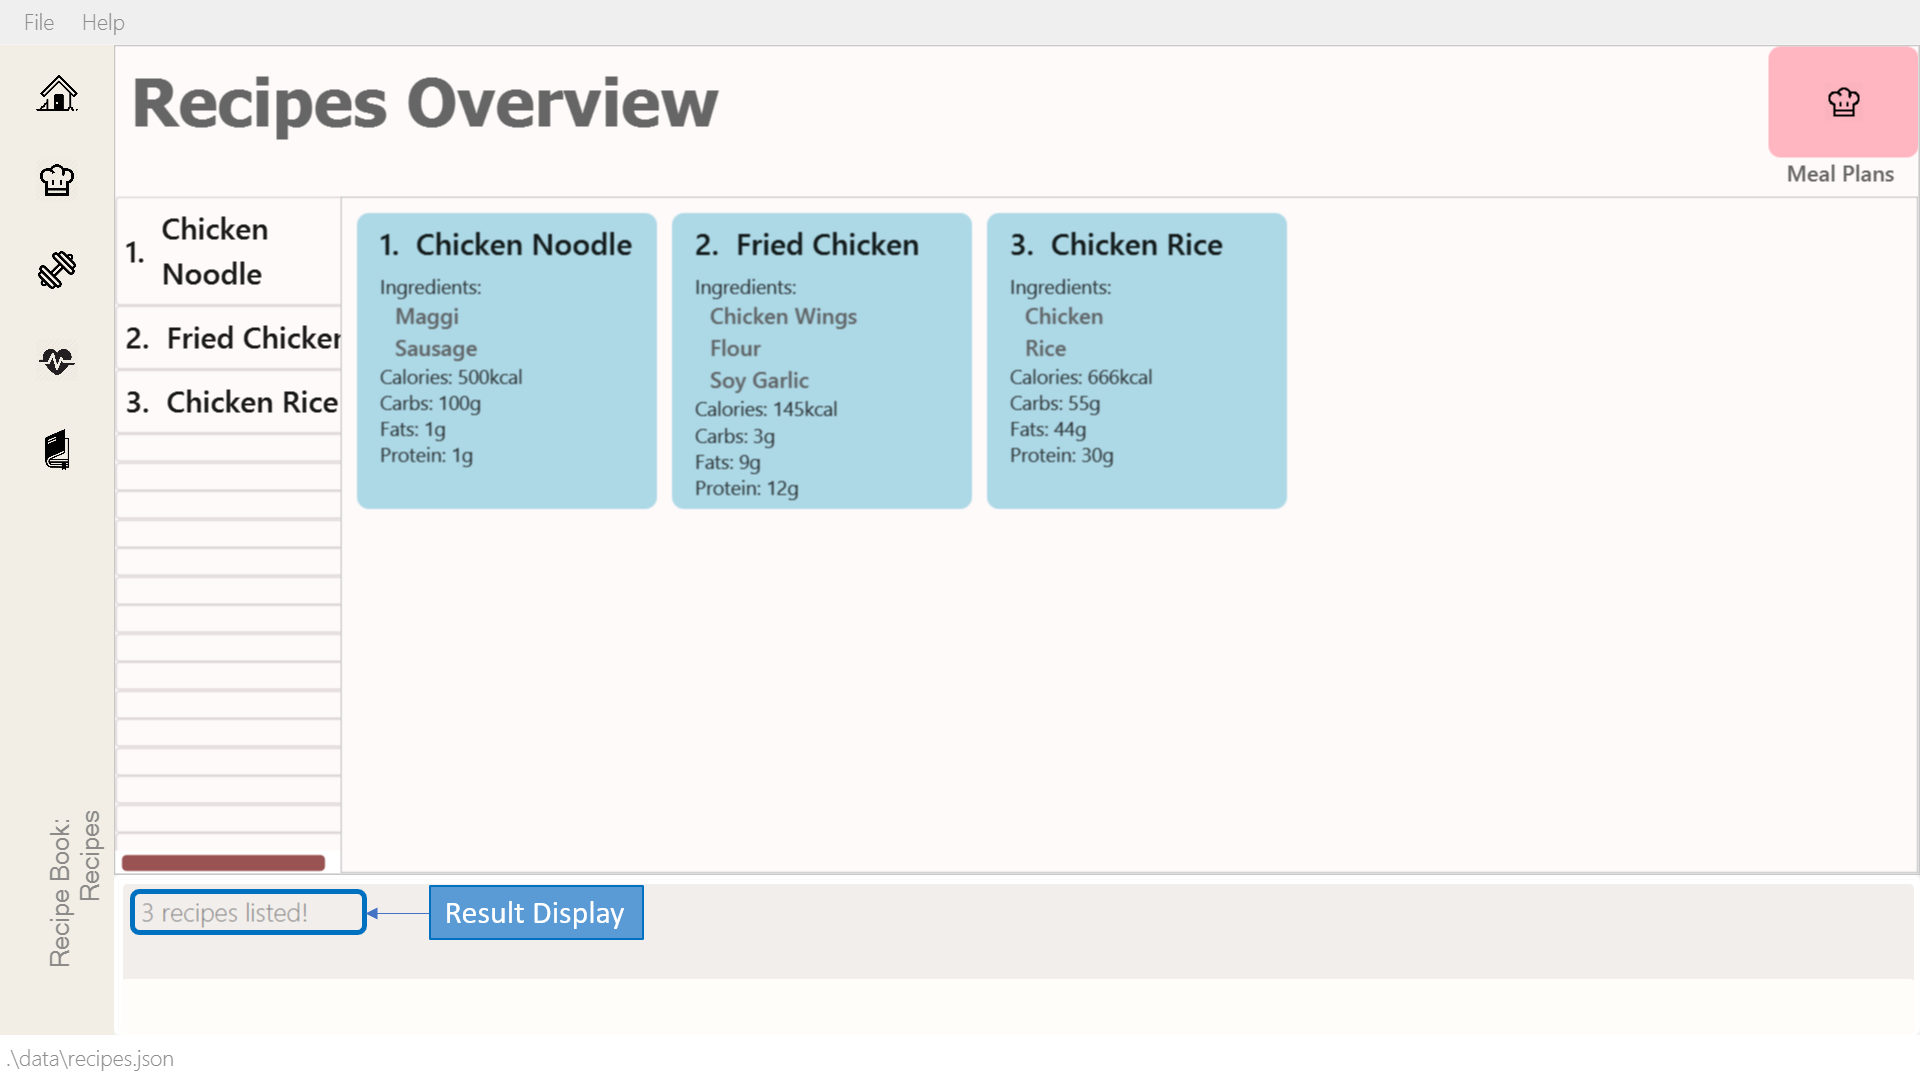 File Help
Recipes Overview
Meal Plans
1. Chicken
Noodle
2. Fried Chicken
3. Chicken Rice
1. Chicken Noodle
Ingredients:
Maggi
Sausage
Calories: 500kcal
Carbs: 100g
Fats: 1g
Protein: 1g
2. Fried Chicken
Ingredients:
Chicken Wings
Flour
Soy Garlic
Calories: 145kcal
Carbs: 3g
Fats: 9g
Protein: 12g
3. Chicken Rice
Ingredients:
Chicken
Rice
Calories: 666kcal
Carbs: 55g
Fats: 44g
Protein: 30g
Recipe Book:
Recipes
3 recipes listed!
Result Display
.\data\recipes.json